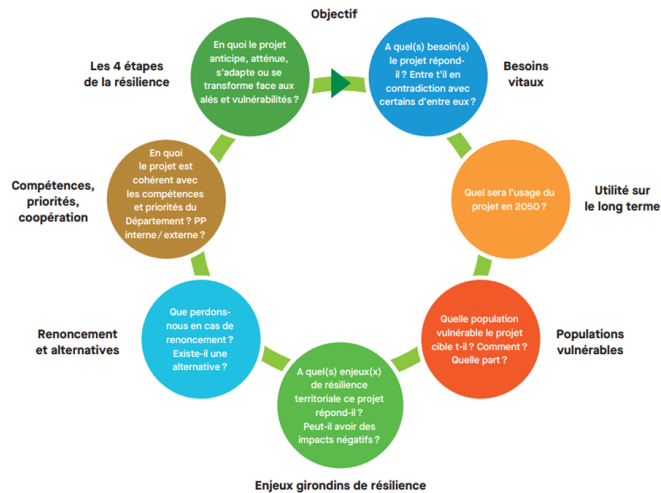 Objectif
Les 4 étapes
de la résilience
En quoi le projet
anticipe, atténue,
s'adapte ou se
transforme face aux
alés et vulnérabilités ?
A quel(s) besoin(s)
le projet répond-
il ? Entre t'il en
contradiction avec
certains d'entre eux ?
Besoins
vitaux
Compétences,
priorités,
coopération
En quoi
le projet est
cohérent avec
les compétences
et priorités du
Département ? PP
interne / externe ?
Quel sera l'usage du
projet en 2050 ?
Utilité sur
le long terme
Renoncement
et alternatives
Que perdons-
nous en cas de
renoncement ?
Existe-il une
alternative ?
Quelle population
vulnérable le projet
cible t-il ? Comment ?
Quelle part ?
Populations
vulnérables
A quel(s) enjeux(x)
de résilience
territoriale ce projet
répond-il ?
Peut-il avoir des
impacts négatifs ?
Enjeux girondins de résilience